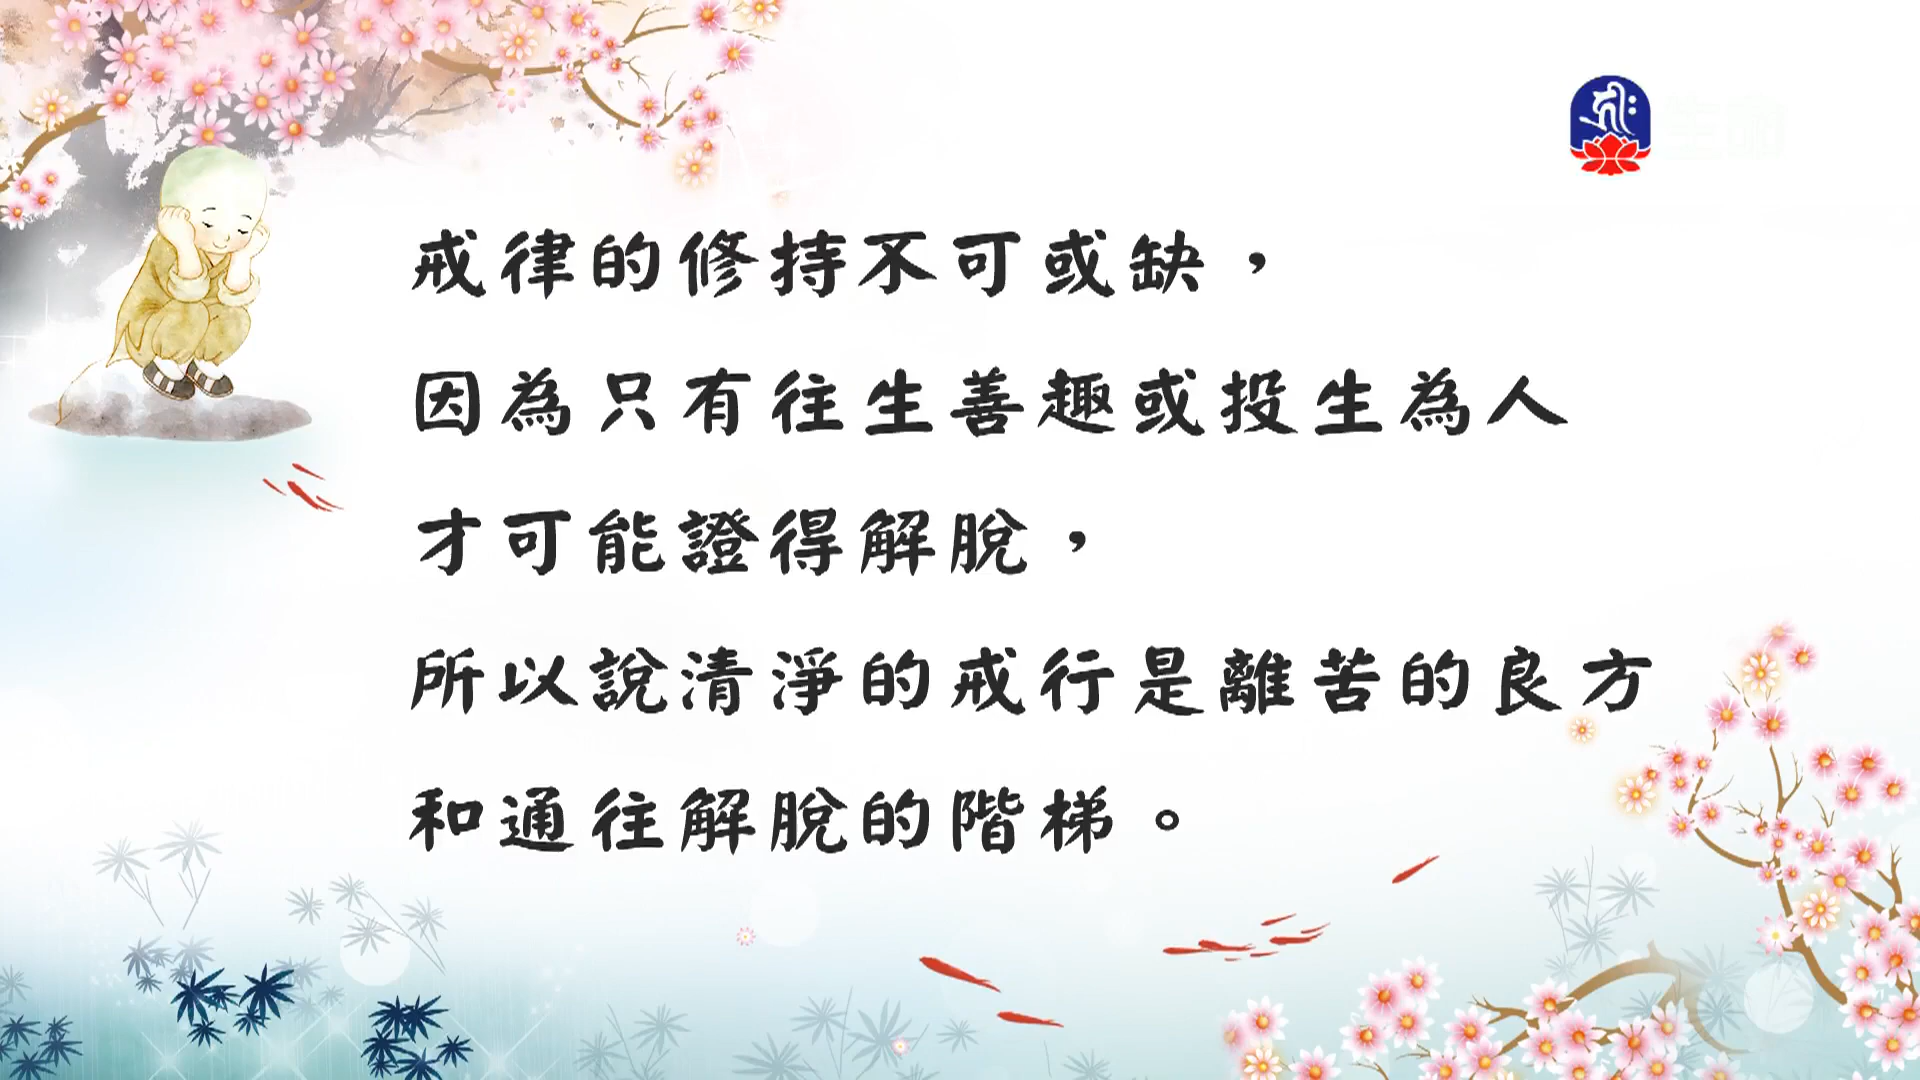 戒律的修持不可或缺，
因為只有往生善趣或投生為人
才可能證得解脫，
所以說清淨的戒行是離苦的良方
和通往解脫的階梯。